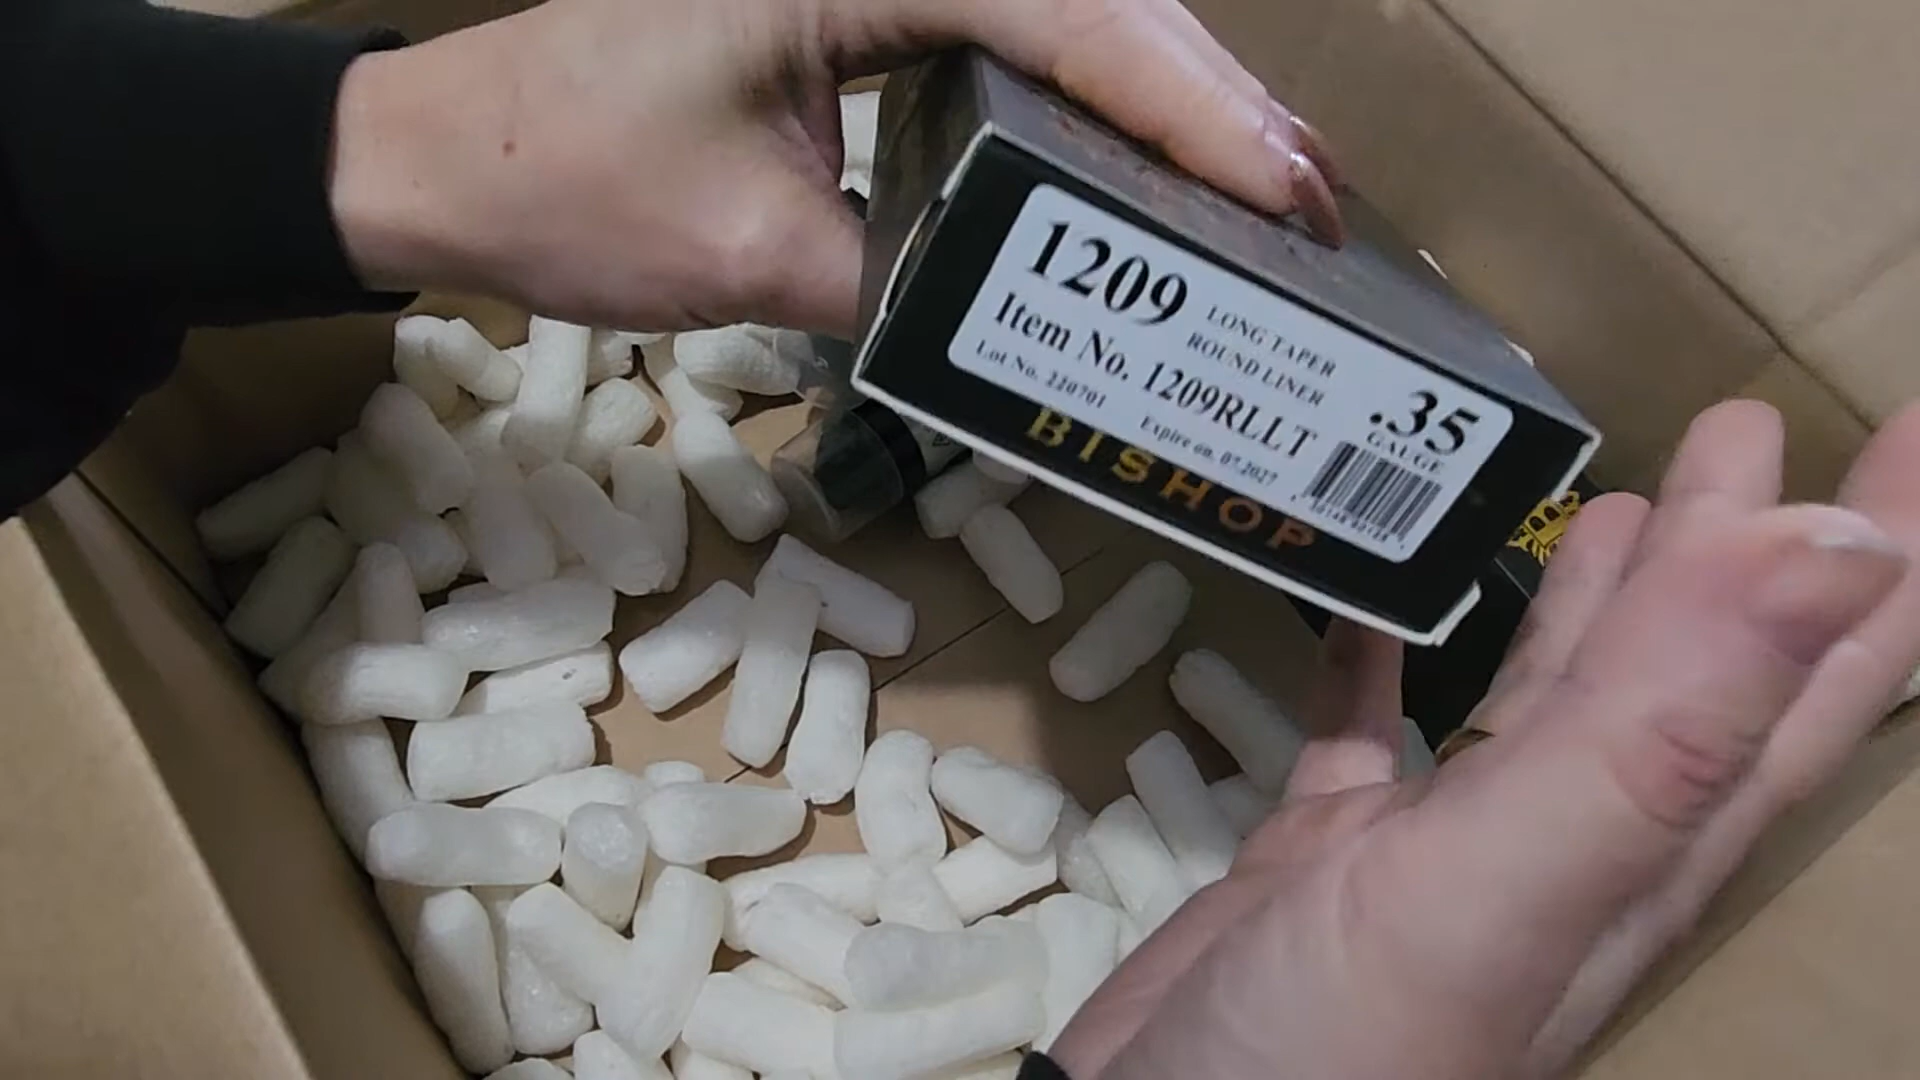 1209
LONG TAPER
ROUND LINER
.35
GAUGE
Item No. 1209RLLT
Lot No. 220701
Expire on. 07.2027
BISHOP